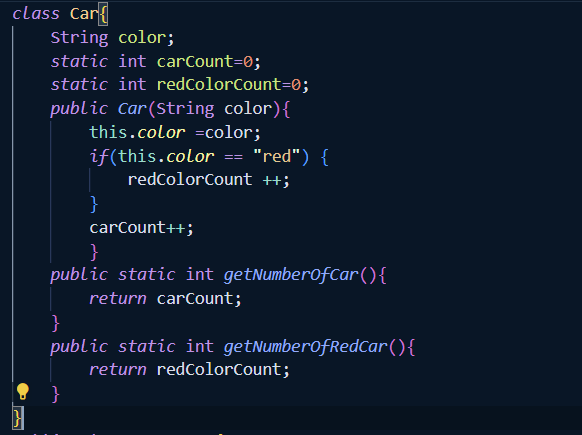 class Car{
    String color;
    static int carCount=0;
    static int redColorCount=0;
    public Car(String color){
        this.color =color;
        if(this.color == "red") {
            redColorCount ++;
        }
        carCount++;
        }
    public static int getNumberOfCar(){
        return carCount;
    }
    public static int getNumberOfRedCar(){
        return redColorCount;
    }
}